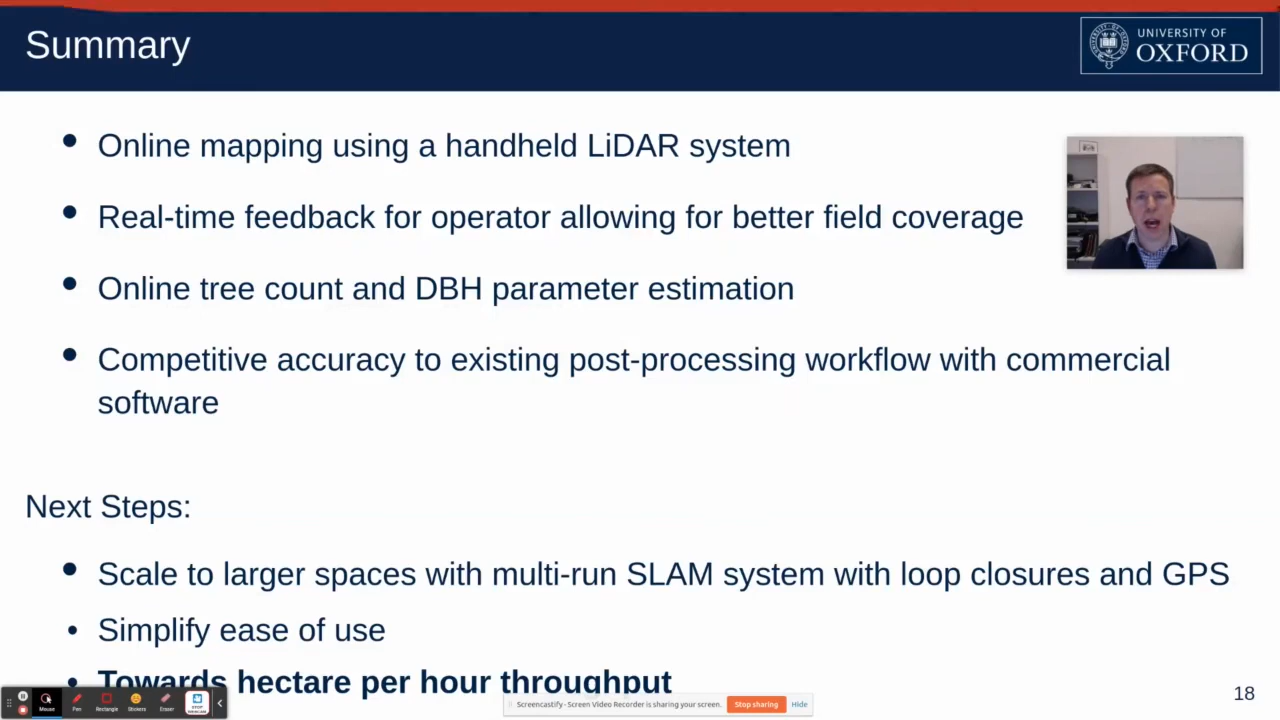 Summary
UNIVERSITY OF
OXFORD
• Online mapping using a handheld LiDAR system
• Real-time feedback for operator allowing for better field coverage
• Online tree count and DBH parameter estimation
• Competitive accuracy to existing post-processing workflow with commercial
software
Next Steps:
• Scale to larger spaces with multi-run SLAM system with loop closures and GPS
• Simplify ease of use
• Towards hectare per hour throughput
18
Mouse Pen Rectangle Stickers Eraser
Screencastify - Screen Video Recorder is sharing your screen. Stop sharing Hide